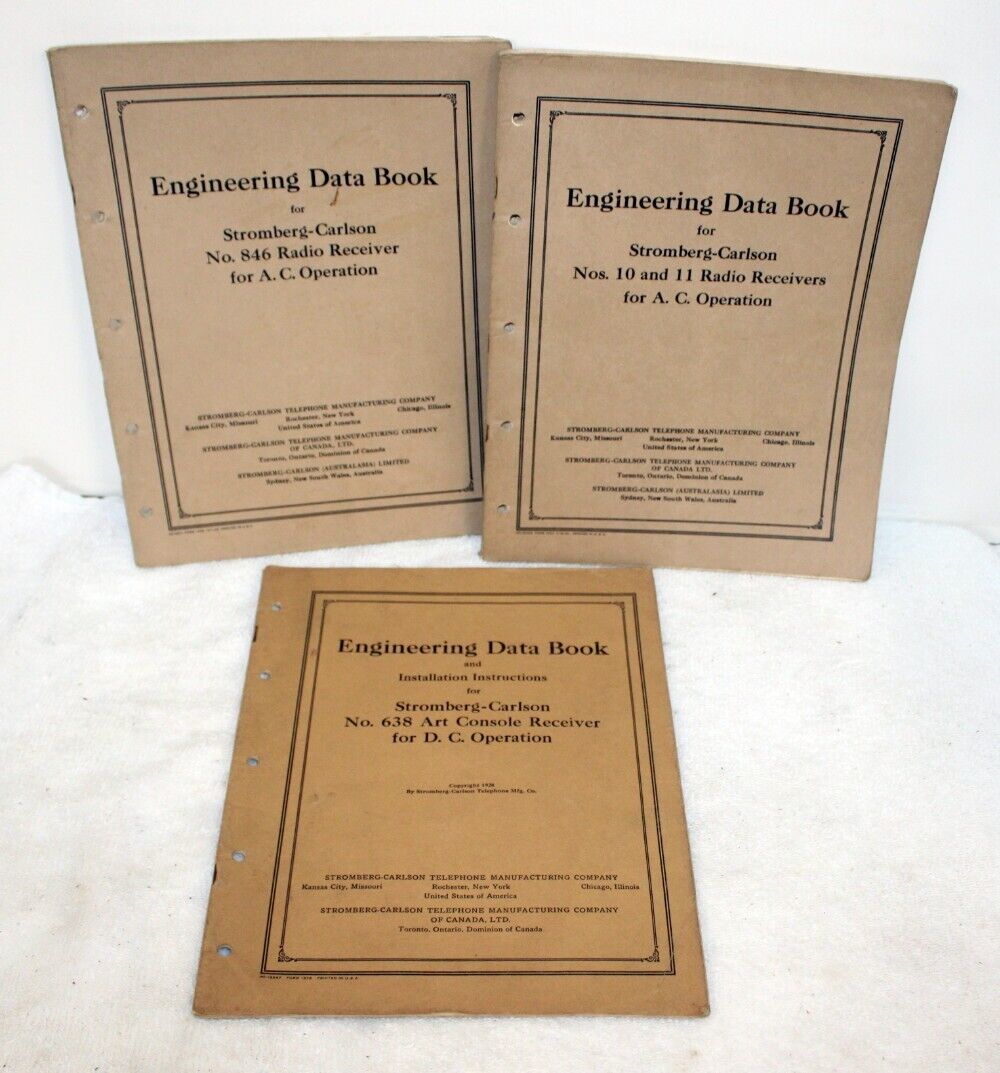 Engineering Data Book
for
Stromberg-Carlson
No. 846 Radio Receiver
for A. C. Operation
STROMBERG-CARLSON TELEPHONE MANUFACTURING COMPANY
Kansas City, Missouri Rochester, New York Chicago, Illinois
United States of America
STROMBERG-CARLSON TELEPHONE MANUFACTURING COMPANY
OF CANADA, LTD.
Toronto, Ontario, Dominion of Canada
STROMBERG-CARLSON (AUSTRALASIA) LIMITED
Sydney, New South Wales, Australia
Engineering Data Book
for
Stromberg-Carlson
Nos. 10 and 11 Radio Receivers
for A. C. Operation
STROMBERG-CARLSON TELEPHONE MANUFACTURING COMPANY
Kansas City, Missouri Rochester, New York Chicago, Illinois
United States of America
STROMBERG-CARLSON TELEPHONE MANUFACTURING COMPANY
OF CANADA LTD.
Toronto, Ontario, Dominion of Canada
STROMBERG-CARLSON (AUSTRALASIA) LIMITED
Sydney, New South Wales, Australia
Engineering Data Book
and
Installation Instructions
for
Stromberg-Carlson
No. 638 Art Console Receiver
for D. C. Operation
Copyright 1928
By Stromberg-Carlson Telephone Mfg. Co.
STROMBERG-CARLSON TELEPHONE MANUFACTURING COMPANY
Kansas City, Missouri Rochester, New York Chicago, Illinois
United States of America
STROMBERG-CARLSON TELEPHONE MANUFACTURING COMPANY
OF CANADA, LTD.
Toronto, Ontario, Dominion of Canada
PRINTED IN U.S.A.